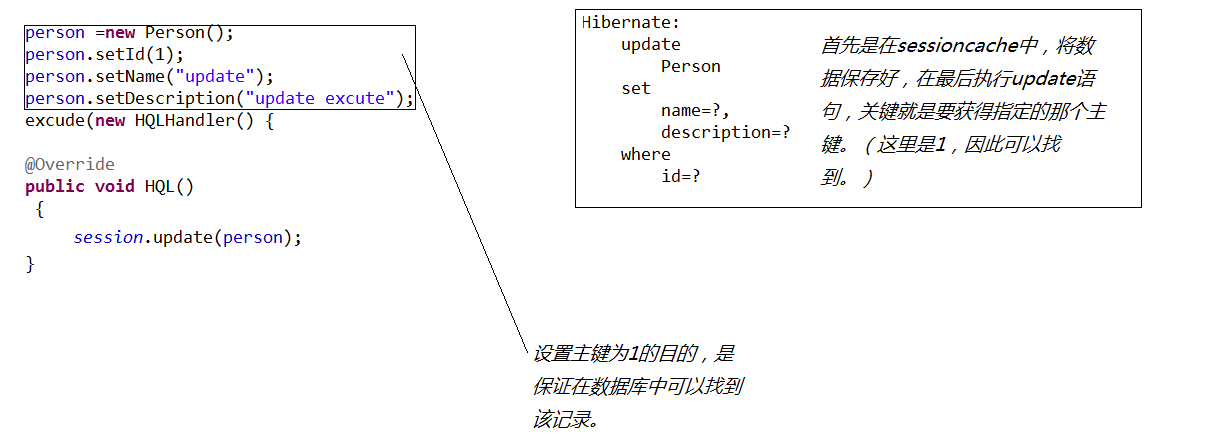 person =new Person();
person.setId(1);
person.setName("update");
person.setDescription("update excute");
excude(new HQLHandler() {
@Override
public void HQL()
{
session.update(person);
}
Hibernate:
update
Person
set
name=?,
description=?
where
id=?
首先是在sessioncache中，将数
据保存好，在最后执行update语
句，关键就是要获得指定的那个主
键。（这里是1，因此可以找
到。）
设置主键为1的目的，是
保证在数据库中可以找到
该记录。